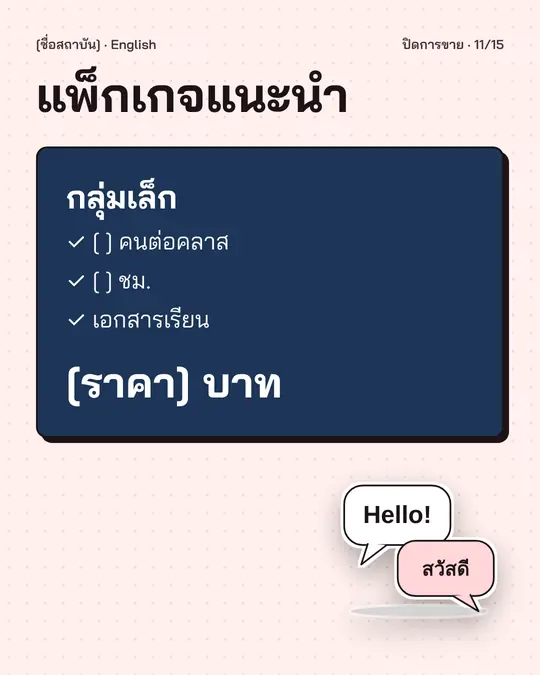 [ชื่อสถาบัน] · English
ปิดการขาย · 11/15
แพ็กเกจแนะนำ
กลุ่มเล็ก
✓ [ ] คนต่อคลาส
✓ [ ] ชม.
✓ เอกสารเรียน
[ราคา] บาท
Hello!
สวัสดี